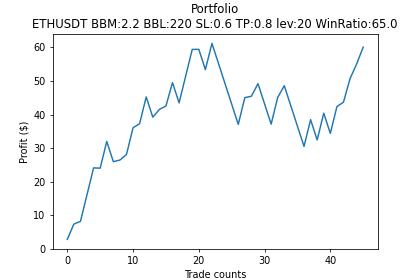 Portfolio
ETHUSDT BBM:2.2 BBL:220 SL:0.6 TP:0.8 lev:20 WinRatio:65.0
Profit ($)
60
50
40
30
20
10
0
0 10 20 30 40
Trade counts